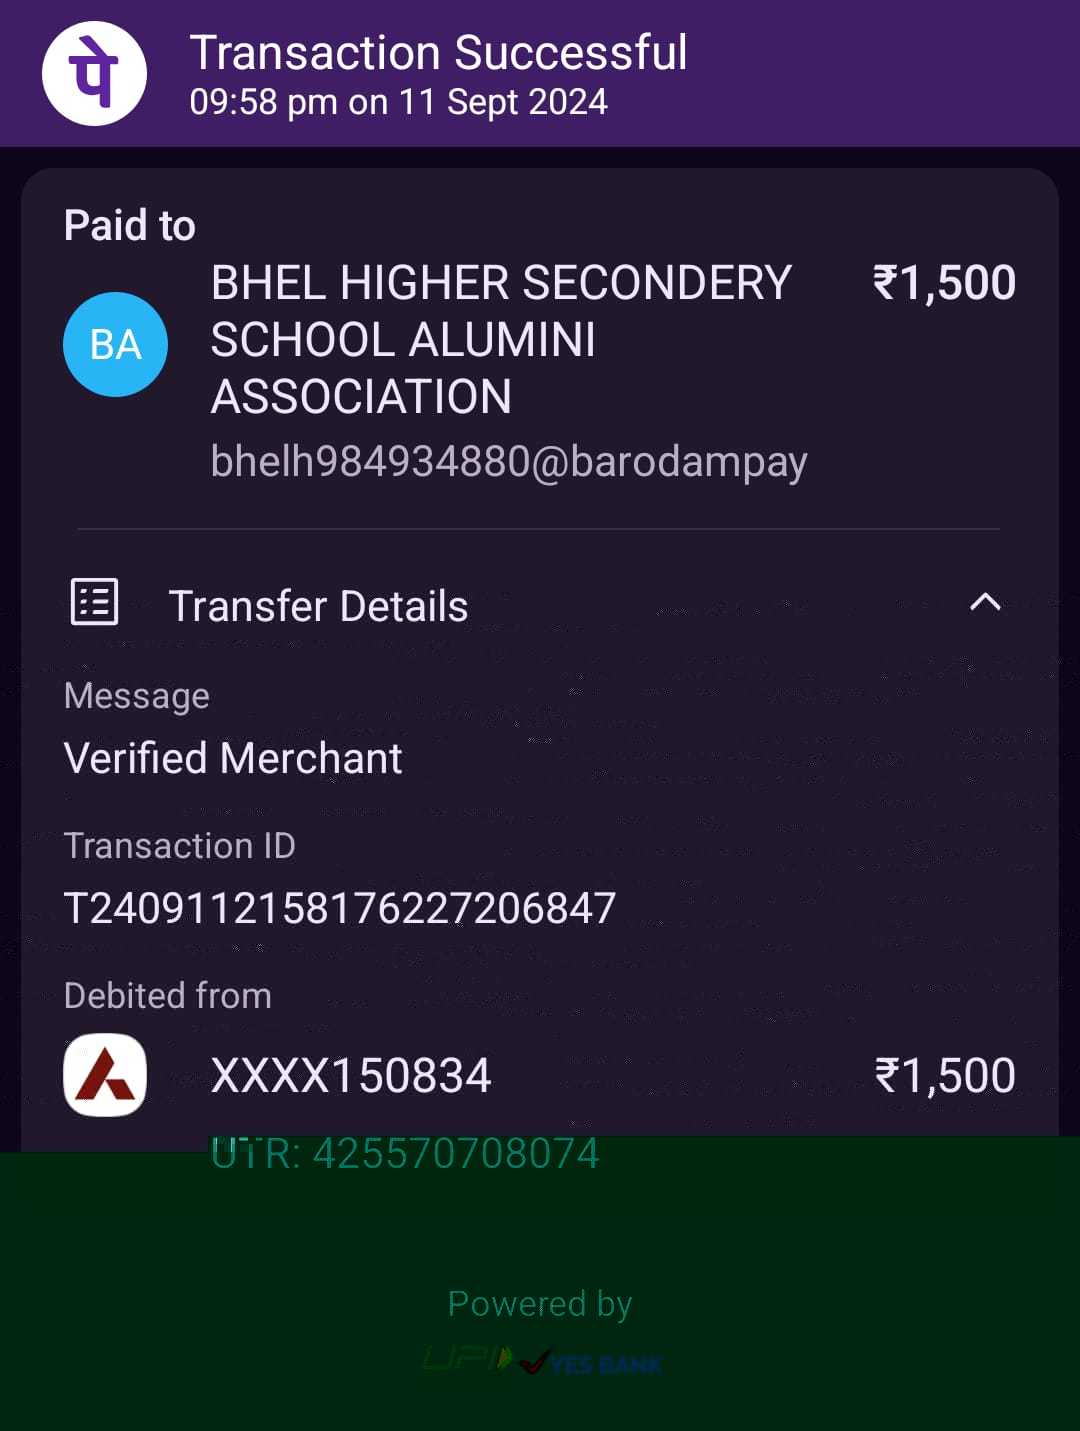 पे
Transaction Successful
09:58 pm on 11 Sept 2024
Paid to
BHEL HIGHER SECONDERY
SCHOOL ALUMINI
ASSOCIATION
₹1,500
BA
bhelh984934880@barodampay
Transfer Details
Message
Verified Merchant
Transaction ID
T2409112158176227206847
Debited from
XXXX150834
₹1,500
UTR: 425570708074
Powered by
UPI YES BANK